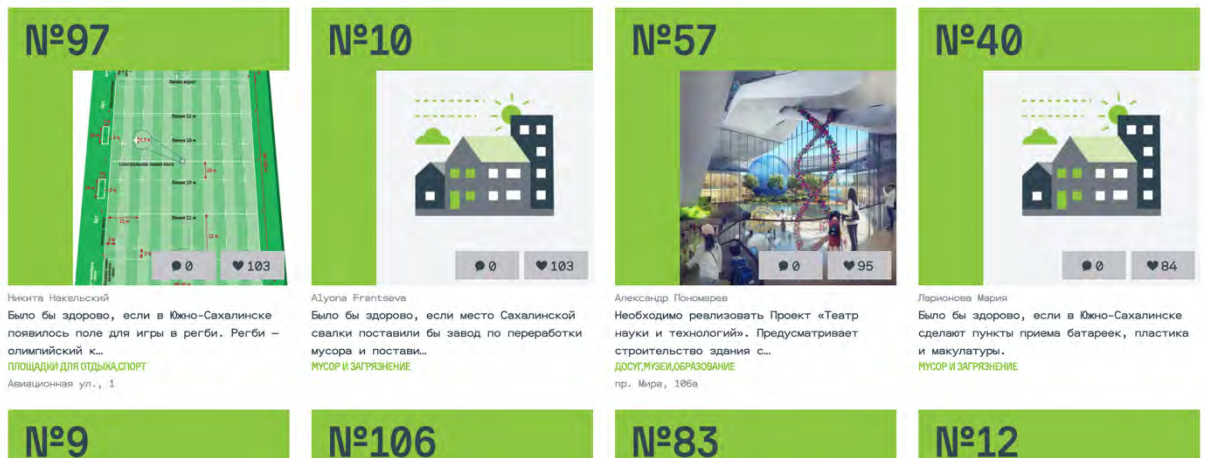 №97
№10
№57
№40
0
103
0
103
0
95
0
84
Никита Накельский
Было бы здорово, если в Южно-Сахалинске
появилось поле для игры в регби. Регби –
олимпийский к…
ПЛОЩАДКИ ДЛЯ ОТДЫХА,СПОРТ
Авиационная ул., 1
Alyona Frantseva
Было бы здорово, если место Сахалинской
свалки поставили бы завод по переработки
мусора и постави…
МУСОР И ЗАГРЯЗНЕНИЕ
Александр Пономарев
Необходимо реализовать Проект «Театр
науки и технологий». Предусматривает
строительство здания с…
ДОСУГ,МУЗЕИ,ОБРАЗОВАНИЕ
пр. Мира, 106а
Ларионова Мария
Было бы здорово, если в Южно-Сахалинске
сделают пункты приема батареек, пластика
и макулатуры.
МУСОР И ЗАГРЯЗНЕНИЕ
№9
№106
№83
№12